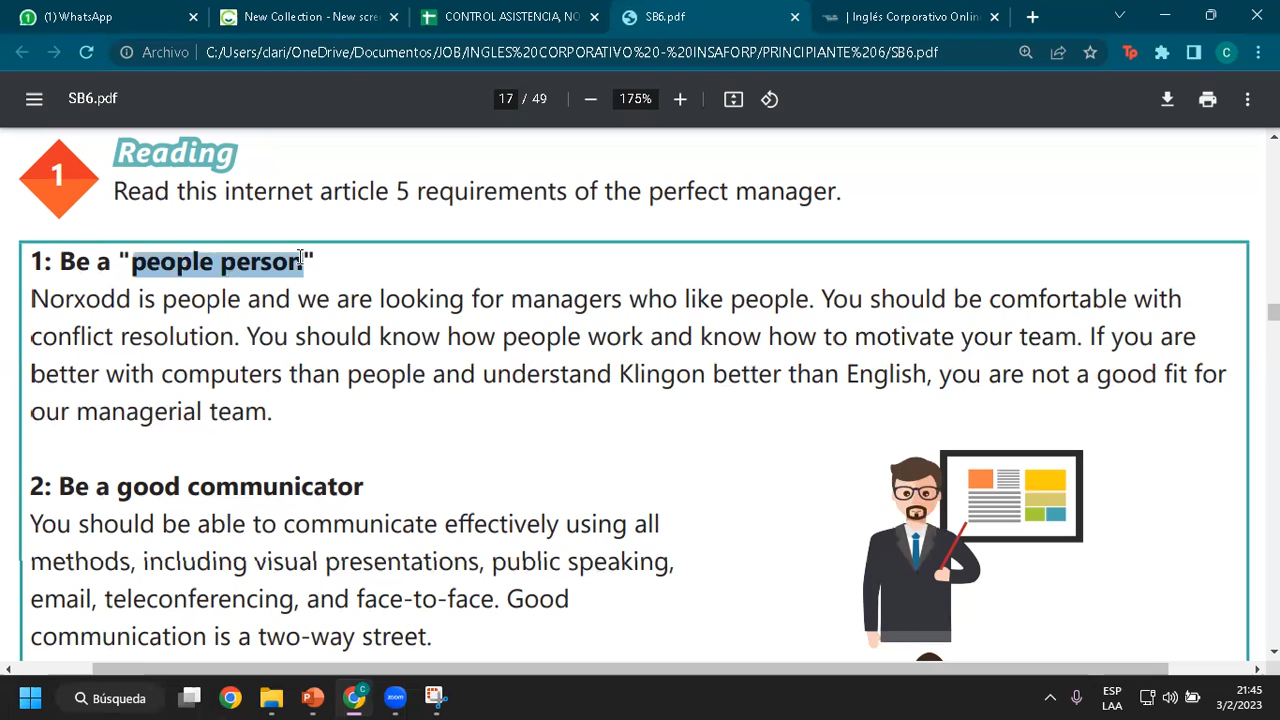 (1) WhatsApp
New Collection - New scre
CONTROL ASISTENCIA, NO
SB6.pdf
| Inglés Corporativo Onlin
Archivo
C:/Users/clari/OneDrive/Documentos/JOB/INGLES%20CORPORATIVO%20-%20INSAFORP/PRINCIPIANTE%206/SB6.pdf
C
SB6.pdf
17 / 49
175%
1
Reading
Read this internet article 5 requirements of the perfect manager.
1: Be a "people person"
Norxodd is people and we are looking for managers who like people. You should be comfortable with
conflict resolution. You should know how people work and know how to motivate your team. If you are
better with computers than people and understand Klingon better than English, you are not a good fit for
our managerial team.
2: Be a good communicator
You should be able to communicate effectively using all
methods, including visual presentations, public speaking,
email, teleconferencing, and face-to-face. Good
communication is a two-way street.
Búsqueda
ESP
LAA
21:45
3/2/2023